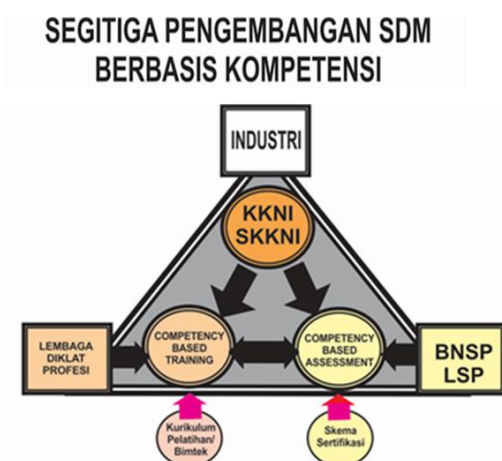 SEGITIGA PENGEMBANGAN SDM
BERBASIS KOMPETENSI
INDUSTRI
KKNI
SKKNI
LEMBAGA
DIKLAT
PROFESI
COMPETENCY
BASED
TRAINING
COMPETENCY
BASED
ASSESSMENT
BNSP
LSP
Kurikulum
Pelatihan/
Bimtek
Skema
Sertifikasi